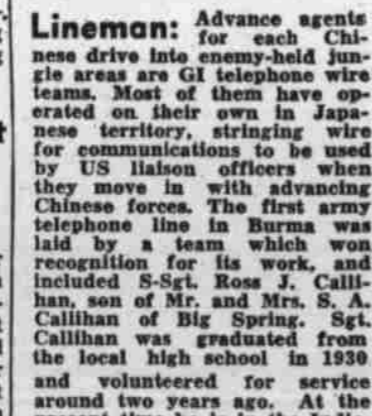 Lineman: Advance agents
for each Chi-
nese drive into enemy-held jun-
gle areas are GI telephone wire
teams. Most of them have op-
erated on their own in Japa-
nese territory, stringing wire
for communications to be used
by US liaison officers when
they move in with advancing
Chinese forces. The first army
telephone line in Burma was
laid by a team which won
recognition for its work, and
included S-Sgt. Ross J. Calli-
han, son of Mr. and Mrs. S. A.
Callihan of Big Spring. Sgt.
Callihan was graduated from
the local high school in 1930
and volunteered for service
around two years ago. At the